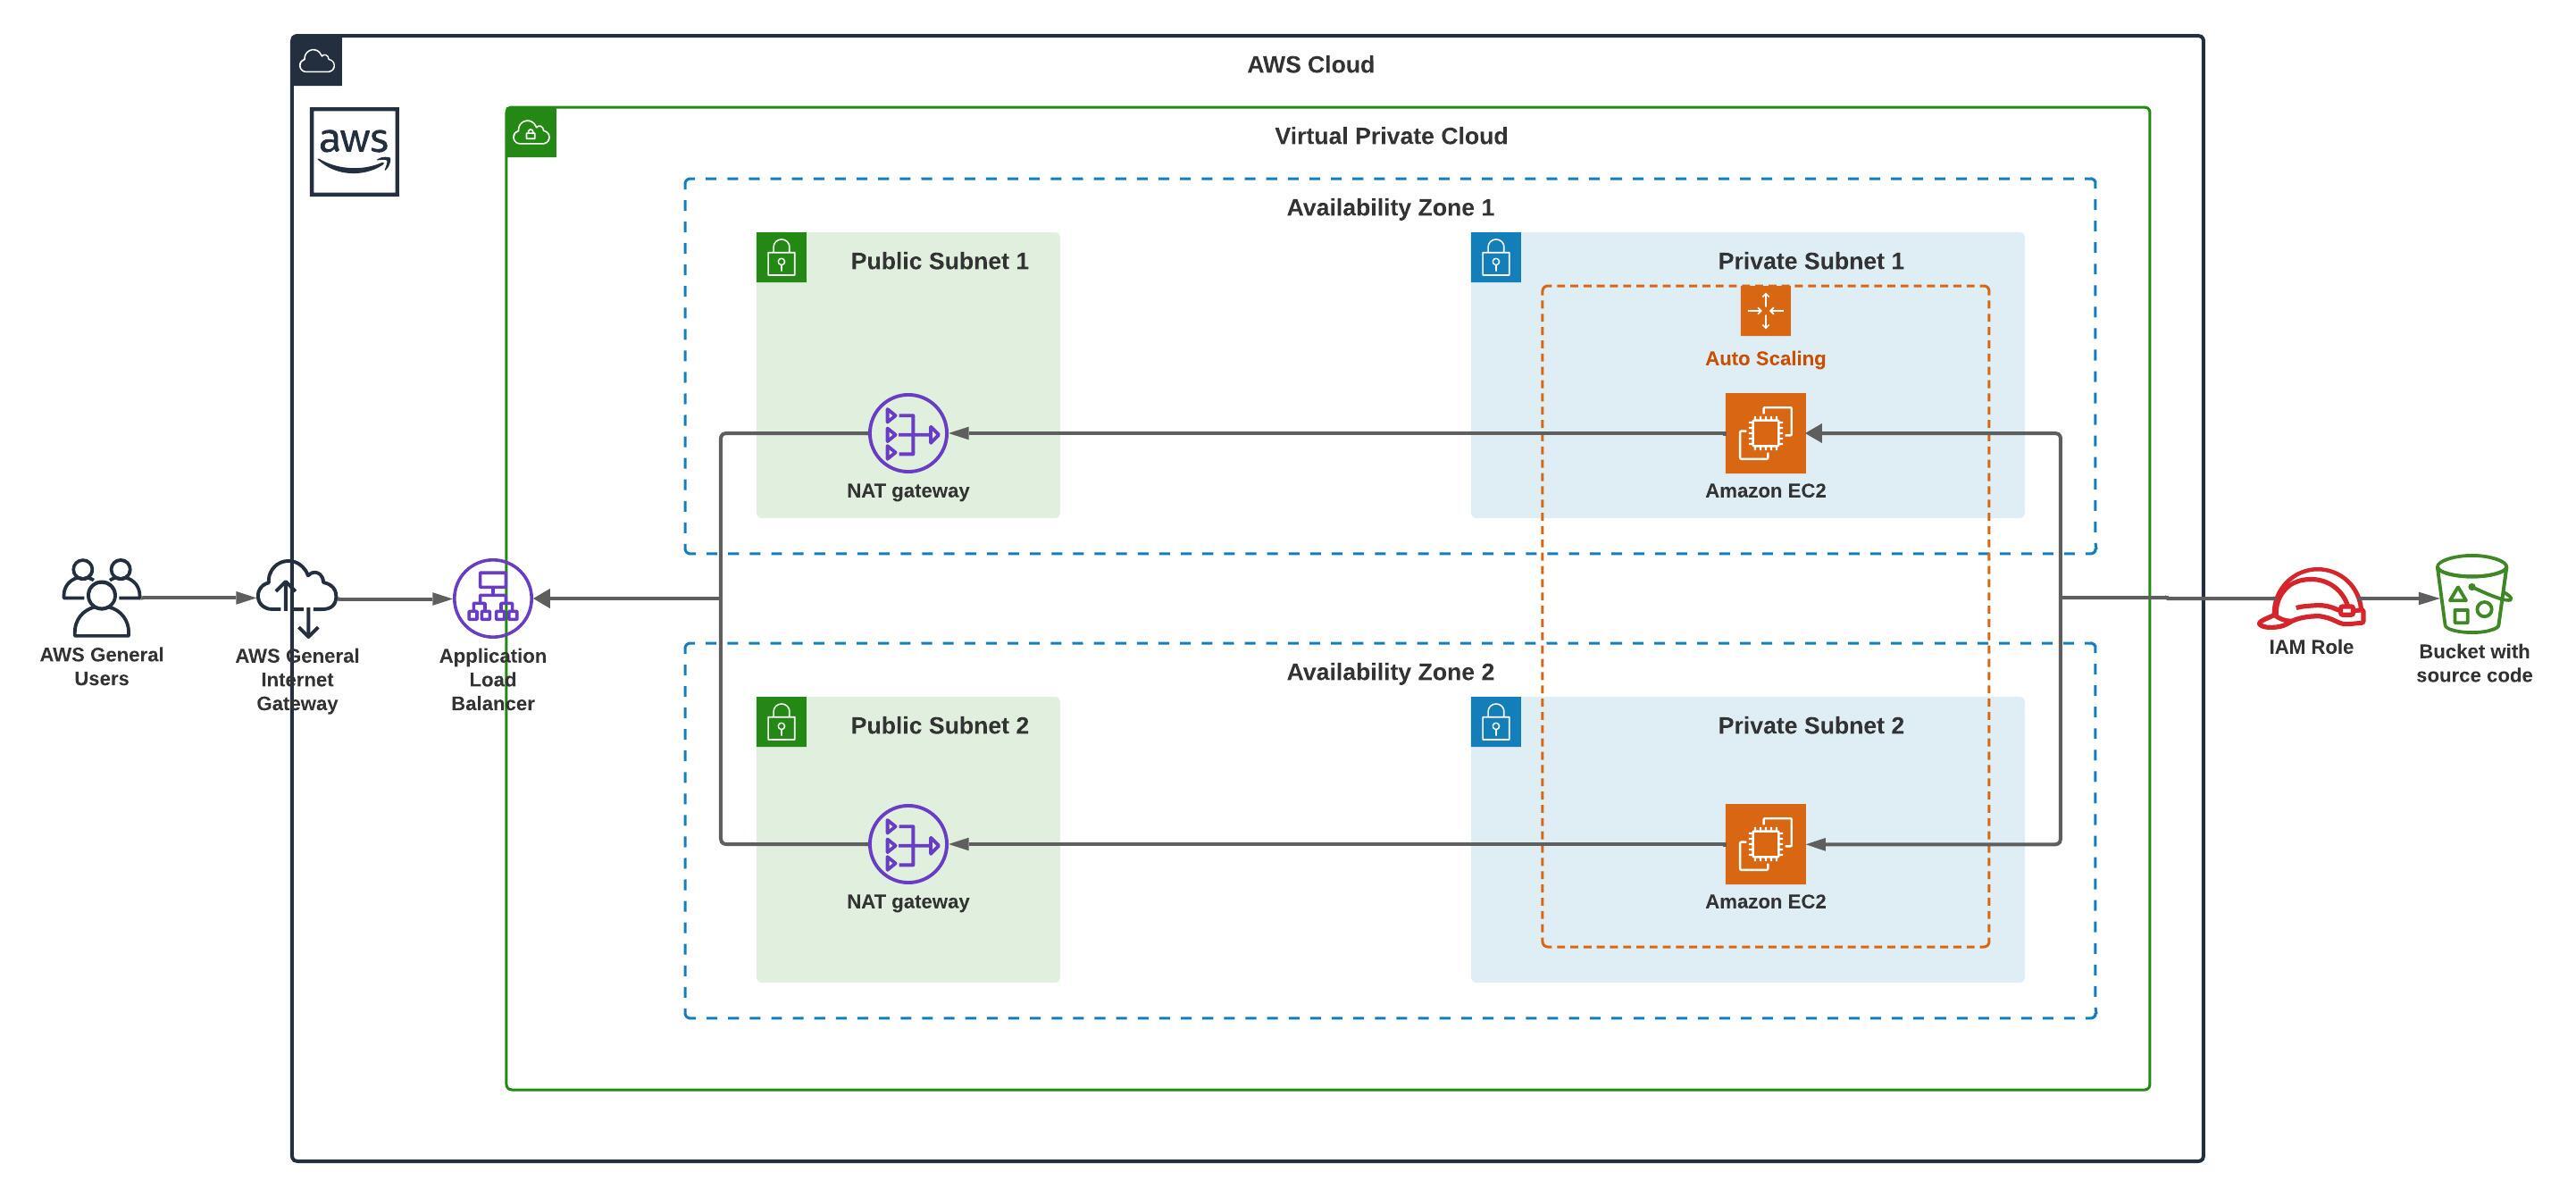 AWS Cloud
aws
Virtual Private Cloud
Availability Zone 1
Public Subnet 1
Private Subnet 1
Auto Scaling
NAT gateway
Amazon EC2
AWS General
Users
AWS General
Internet
Gateway
Application
Load
Balancer
IAM Role
Bucket with
source code
Availability Zone 2
Public Subnet 2
Private Subnet 2
NAT gateway
Amazon EC2